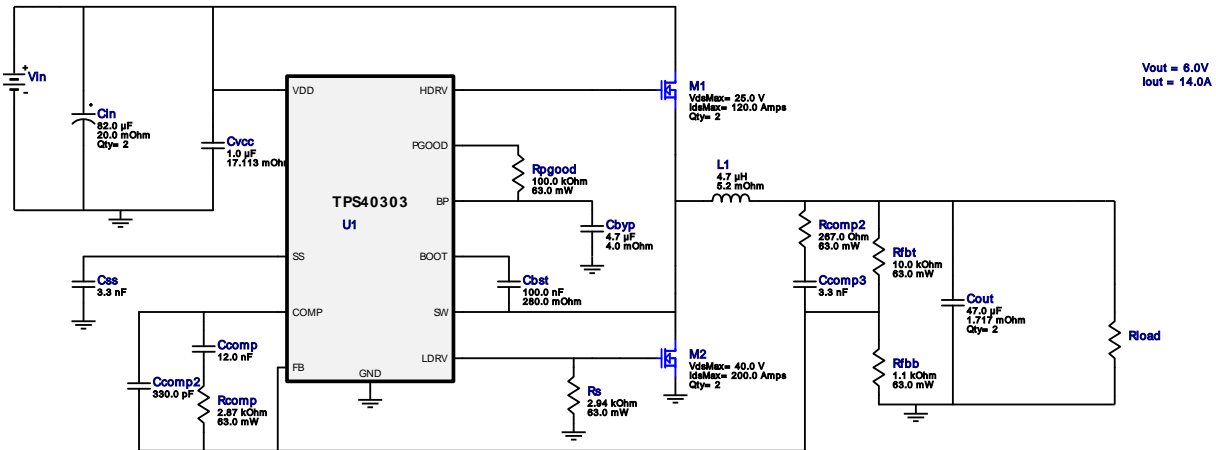 Vin
Cin
82.0 µF
20.0 mOhm
Qty= 2
Cvcc
1.0 µF
17.113 mOhm
VDD
HDRV
PGOOD
TPS40303
BP
U1
SS
BOOT
COMP
SW
LDRV
FB
GND
Css
3.3 nF
Ccomp
12.0 nF
Ccomp2
330.0 pF
Rcomp
2.87 kOhm
63.0 mW
Rpgood
100.0 kOhm
63.0 mW
Cbyp
4.7 µF
4.0 mOhm
Cbst
100.0 nF
280.0 mOhm
Rs
2.94 kOhm
63.0 mW
M1
VdsMax= 25.0 V
IdsMax= 120.0 Amps
Qty= 2
L1
4.7 µH
5.2 mOhm
M2
VdsMax= 40.0 V
IdsMax= 200.0 Amps
Qty= 2
Rcomp2
267.0 Ohm
63.0 mW
Ccomp3
3.3 nF
Rfbt
10.0 kOhm
63.0 mW
Rfbb
1.1 kOhm
63.0 mW
Cout
47.0 µF
1.717 mOhm
Qty= 2
Rload
Vout = 6.0V
Iout = 14.0A